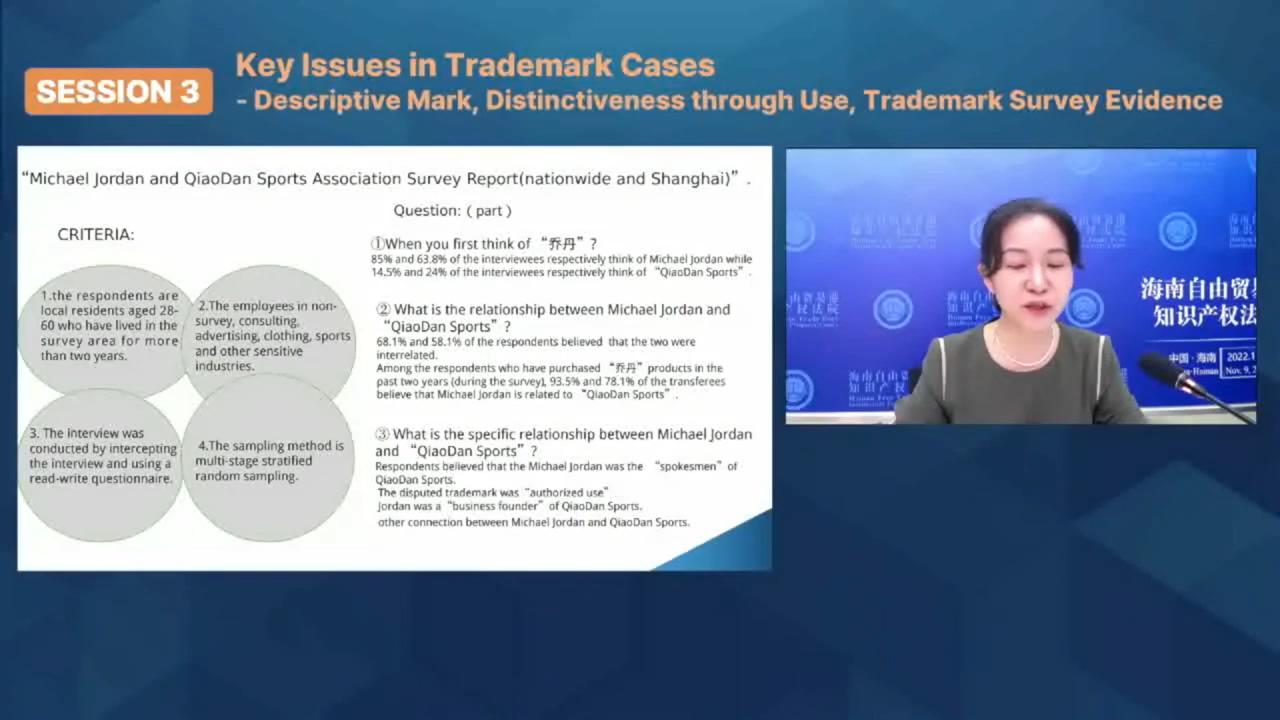 SESSION 3
Key Issues in Trademark Cases
- Descriptive Mark, Distinctiveness through Use, Trademark Survey Evidence
“Michael Jordan and QiaoDan Sports Association Survey Report(nationwide and Shanghai)” .
CRITERIA:
1.the respondents are
local residents aged 28-
60 who have lived in the
survey area for more
than two years.
2.The employees in non-
survey, consulting,
advertising, clothing, sports
and other sensitive
industries.
3. The interview was
conducted by intercepting
the interview and using a
read-write questionnaire.
4.The sampling method is
multi-stage stratified
random sampling.
Question: ( part )
①When you first think of “乔丹” ?
85% and 63.8% of the interviewees respectively think of Michael Jordan while
14.5% and 24% of the interviewees respectively think of “QiaoDan Sports” .
② What is the relationship between Michael Jordan and
“QiaoDan Sports” ?
68.1% and 58.1% of the respondents believed that the two were
interrelated.
Among the respondents who have purchased “乔丹” products in the
past two years (during the survey), 93.5% and 78.1% of the transferees
believe that Michael Jordan is related to “QiaoDan Sports” .
③ What is the specific relationship between Michael Jordan
and “QiaoDan Sports” ?
Respondents believed that the Michael Jordan was the “spokesmen” of
QiaoDan Sports.
The disputed trademark was “authorized use”
Jordan was a “business founder” of QiaoDan Sports.
other connection between Michael Jordan and QiaoDan Sports.
海南自由贸易
知识产权法
中国·海南
2022.1
Hainan
Nov. 9, 2